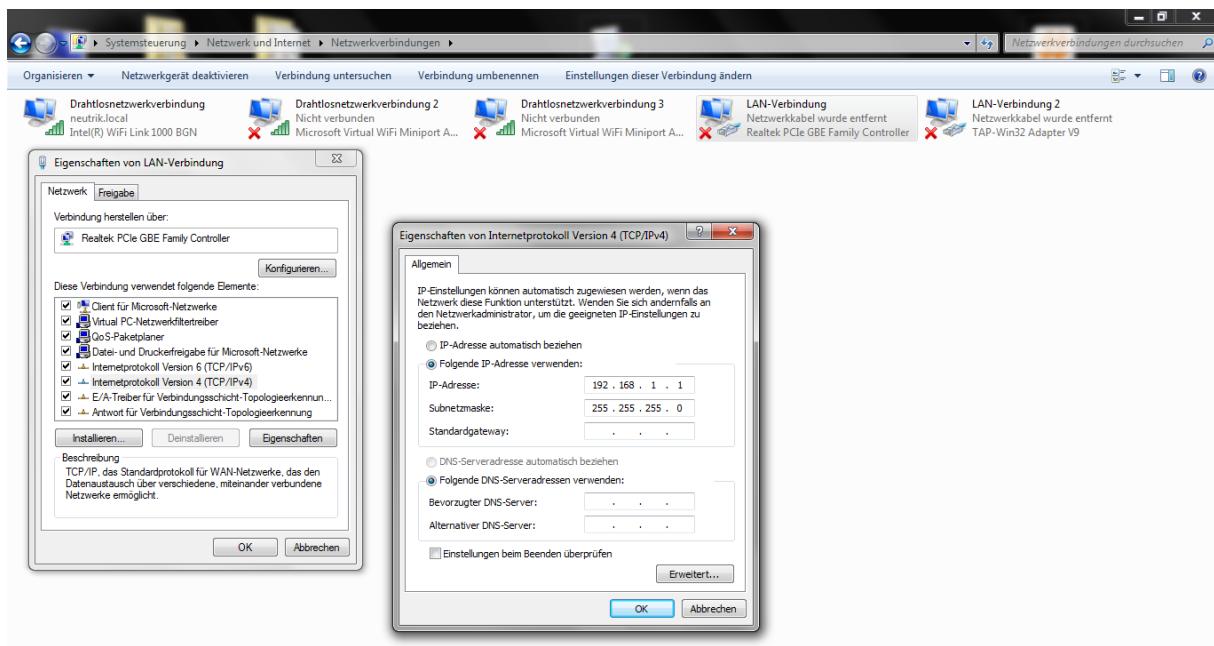 Systemsteuerung ▸ Netzwerk und Internet ▸ Netzwerkverbindungen ▸
Netzwerkverbindungen durchsuchen
Organisieren Netzwerkgerät deaktivieren Verbindung untersuchen Verbindung umbenennen Einstellungen dieser Verbindung ändern
Drahtlosnetzwerkverbindung
neutrik.local
Intel(R) WiFi Link 1000 BGN
Drahtlosnetzwerkverbindung 2
Nicht verbunden
Microsoft Virtual WiFi Miniport A...
Drahtlosnetzwerkverbindung 3
Nicht verbunden
Microsoft Virtual WiFi Miniport A...
LAN-Verbindung
Netzwerkkabel wurde entfernt
Realtek PCIe GBE Family Controller
LAN-Verbindung 2
Netzwerkkabel wurde entfernt
TAP-Win32 Adapter V9
Eigenschaften von LAN-Verbindung
Netzwerk Freigabe
Verbindung herstellen über:
Realtek PCIe GBE Family Controller
Konfigurieren...
Diese Verbindung verwendet folgende Elemente:
Client für Microsoft-Netzwerke
Virtual PC-Netzwerkfiltertreiber
QoS-Paketplaner
Datei- und Druckerfreigabe für Microsoft-Netzwerke
Internetprotokoll Version 6 (TCP/IPv6)
Internetprotokoll Version 4 (TCP/IPv4)
E/A-Treiber für Verbindungsschicht-Topologieerkennun...
Antwort für Verbindungsschicht-Topologieerkennung
Installieren... Deinstallieren Eigenschaften
Beschreibung
TCP/IP, das Standardprotokoll für WAN-Netzwerke, das den
Datenaustausch über verschiedene, miteinander verbundene
Netzwerke ermöglicht.
OK Abbrechen
Eigenschaften von Internetprotokoll Version 4 (TCP/IPv4)
Allgemein
IP-Einstellungen können automatisch zugewiesen werden, wenn das
Netzwerk diese Funktion unterstützt. Wenden Sie sich andernfalls an
den Netzwerkadministrator, um die geeigneten IP-Einstellungen zu
beziehen.
IP-Adresse automatisch beziehen
Folgende IP-Adresse verwenden:
IP-Adresse: 192 . 168 . 1 . 1
Subnetzmaske: 255 . 255 . 255 . 0
Standardgateway: . . .
DNS-Serveradresse automatisch beziehen
Folgende DNS-Serveradressen verwenden:
Bevorzugter DNS-Server: . . .
Alternativer DNS-Server: . . .
Einstellungen beim Beenden überprüfen
Erweitert...
OK Abbrechen